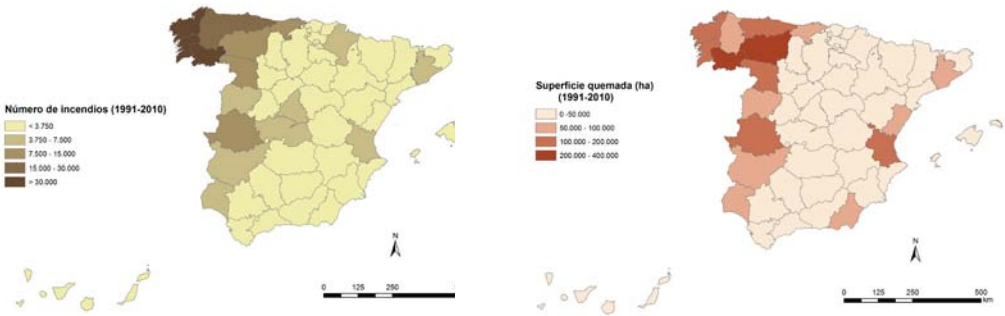 Número de incendios (1991-2010)
< 3.750
3.750 - 7.500
7.500 - 15.000
15.000 - 30.000
> 30.000
N
0 125 250
Superficie quemada (ha)
(1991-2010)
0 -50.000
50.000 - 100.000
100.000 - 200.000
200.000 - 400.000
N
0 125 250 500
km